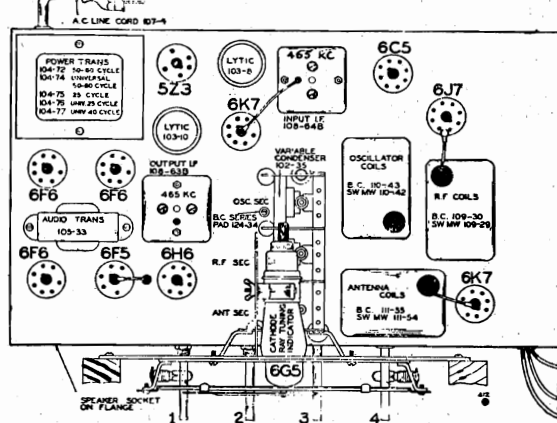 A.C. LINE CORD 107-4
POWER TRANS
104-72 50-60 CYCLE
104-74 UNIVERSAL
50-60 CYCLE
104-75 25 CYCLE
104-76 UNIV. 25 CYCLE
104-77 UNIV 40 CYCLE
5Z3
LYTIC
103-8
465 KC
6C5
6K7
INPUT I.F.
108-64B
6J7
LYTIC
103-10
OUTPUT I.F
108-63B
VARIABLE
CONDENSER
102-35
OSCILLATOR
COILS
B.C. 110-43
SW MW 110-42
6F6
6F6
465 KC
OSC. SEC
B.C. SERIES
PAD 124-34
R.F. COILS
B.C. 109-30
SW MW 109-29
AUDIO TRANS
105-33
6F6
6F5
6H6
R.F SEC
ANT SEC
CATHODE
RAY TUNING
INDICATOR
6G5
ANTENNA
COILS
B.C. 111-55
SW MW 111-54
6K7
SPEAKER SOCKET
ON FLANGE
1
2
3
4